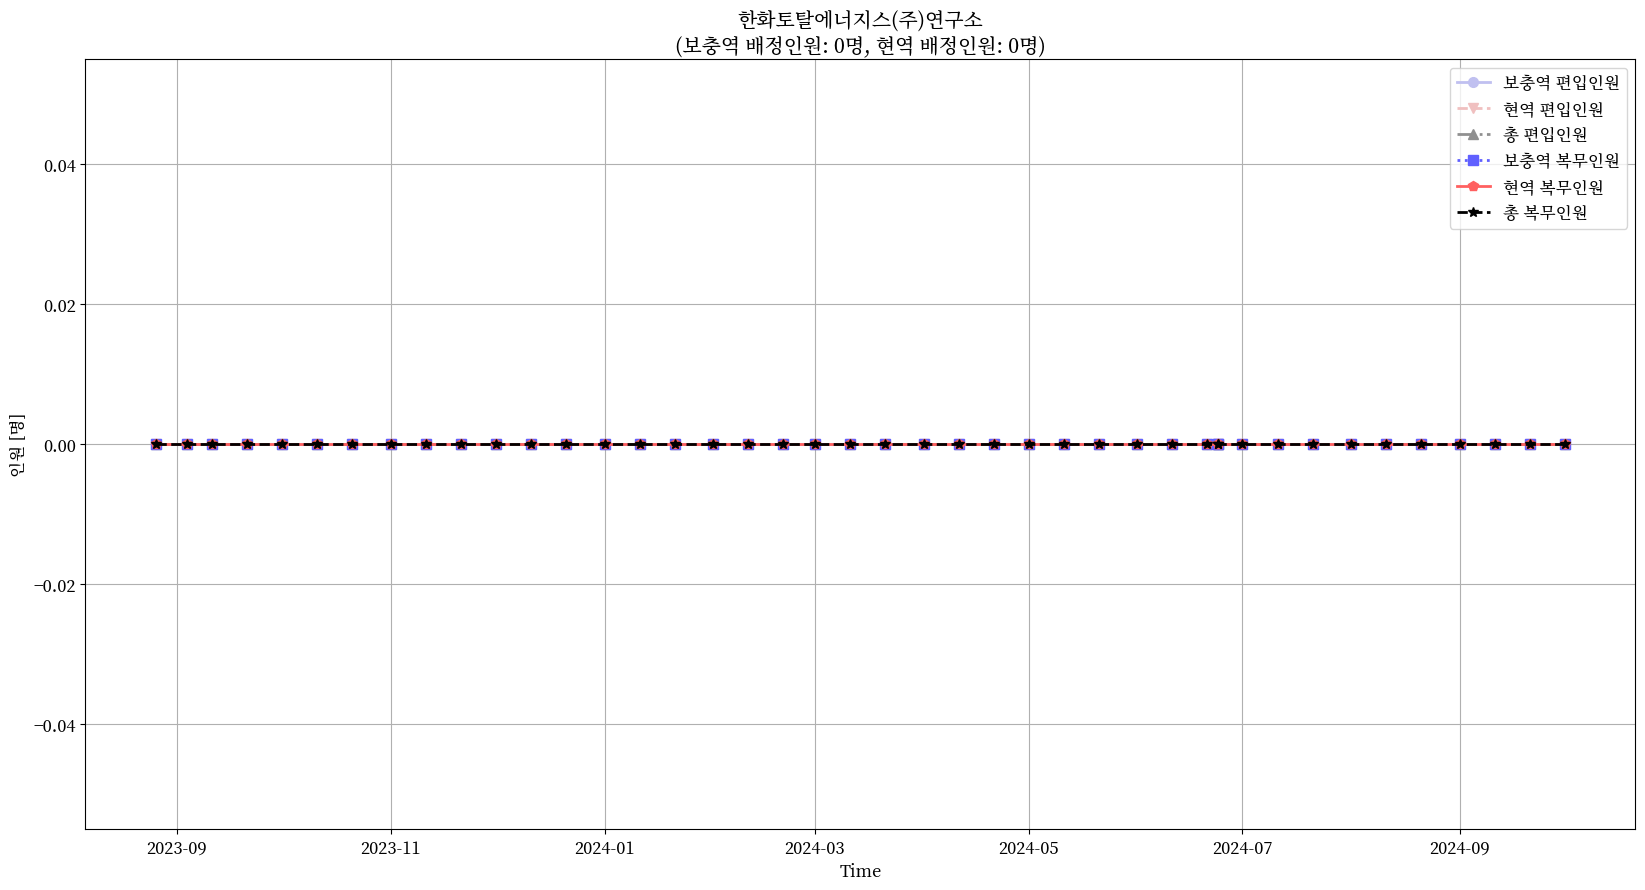 한화토탈에너지스(주)연구소
(보충역 배정인원: 0명, 현역 배정인원: 0명)
보충역 편입인원
현역 편입인원
총 편입인원
보충역 복무인원
현역 복무인원
총 복무인원
0.04
0.02
0.00
−0.02
−0.04
인원 [명]
2023-09
2023-11
2024-01
2024-03
2024-05
2024-07
2024-09
Time